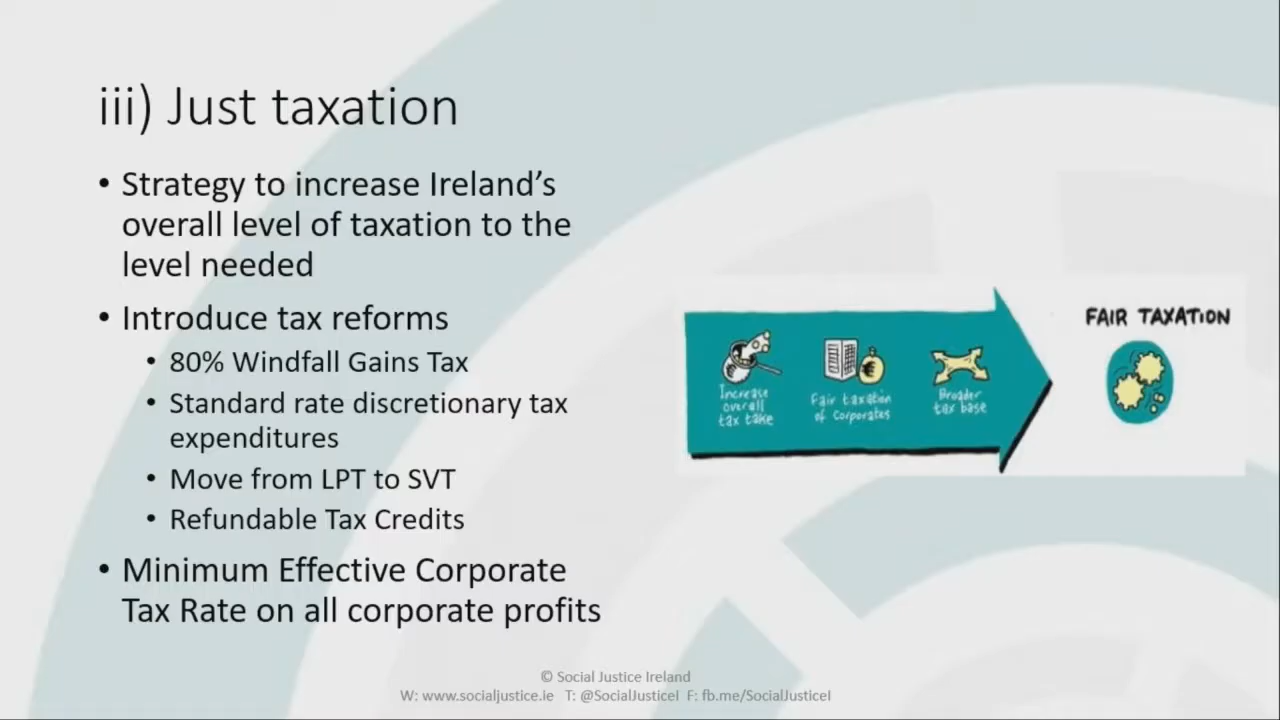 iii) Just taxation
• Strategy to increase Ireland's
overall level of taxation to the
level needed
• Introduce tax reforms
• 80% Windfall Gains Tax
• Standard rate discretionary tax
expenditures
• Move from LPT to SVT
• Refundable Tax Credits
• Minimum Effective Corporate
Tax Rate on all corporate profits
Increase
overall
tax take
Fair taxation
of Corporates
Broader
tax base
FAIR TAXATION
© Social Justice Ireland
W: www.socialjustice.ie T: @SocialJusticeI F: fb.me/SocialJusticeI